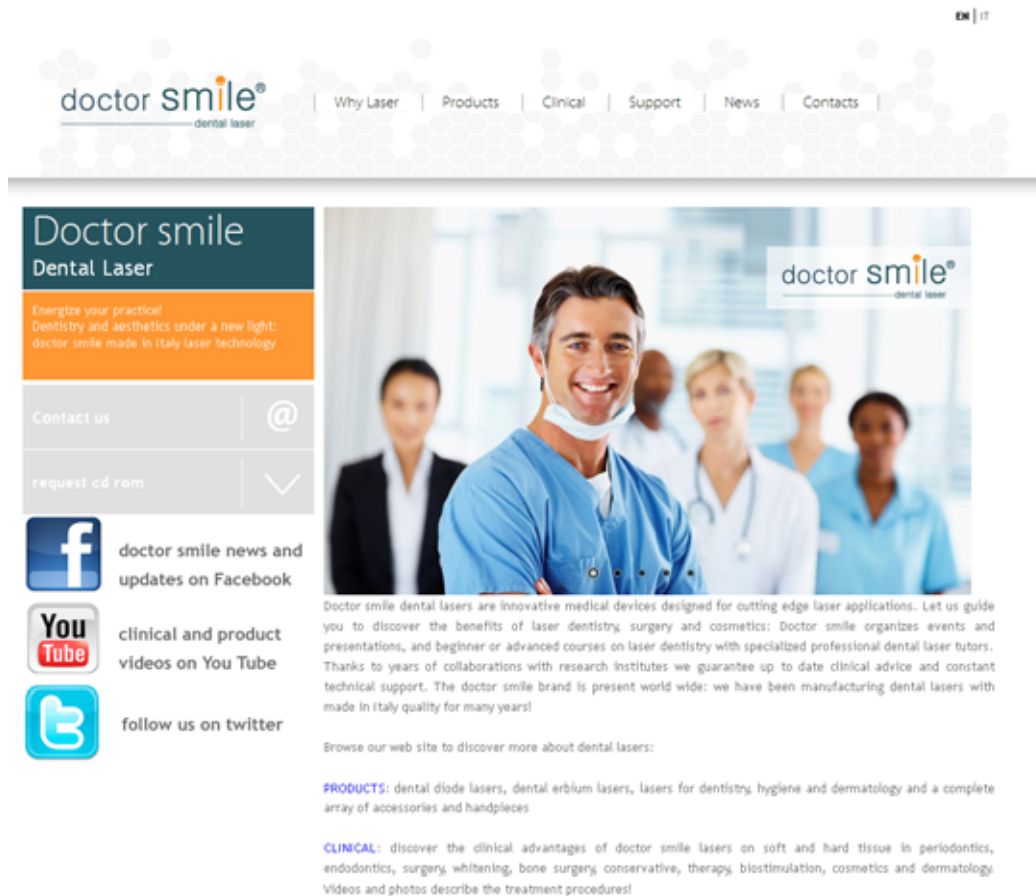 EN | IT
doctor smile®
dental laser
| Why Laser | Products | Clinical | Support | News | Contacts |
Doctor smile
Dental Laser
Energize your practice!
Dentistry and aesthetics under a new light:
doctor smile made in Italy laser technology
Contact us @
request cd rom
f doctor smile news and
updates on Facebook
You
Tube
clinical and product
videos on You Tube
t follow us on twitter
doctor smile®
dental laser
Doctor smile dental lasers are innovative medical devices designed for cutting edge laser applications. Let us guide
you to discover the benefits of laser dentistry, surgery and cosmetics: Doctor smile organizes events and
presentations, and beginner or advanced courses on laser dentistry with specialized professional dental laser tutors.
Thanks to years of collaborations with research institutes we guarantee up to date clinical advice and constant
technical support. The doctor smile brand is present world wide: we have been manufacturing dental lasers with
made in Italy quality for many years!
Browse our web site to discover more about dental lasers:
PRODUCTS: dental diode lasers, dental erbium lasers, lasers for dentistry, hygiene and dermatology and a complete
array of accessories and handpieces
CLINICAL: discover the clinical advantages of doctor smile lasers on soft and hard tissue in periodontics,
endodontics, surgery, whitening, bone surgery, conservative, therapy, biostimulation, cosmetics and dermatology.
Videos and photos describe the treatment procedures!